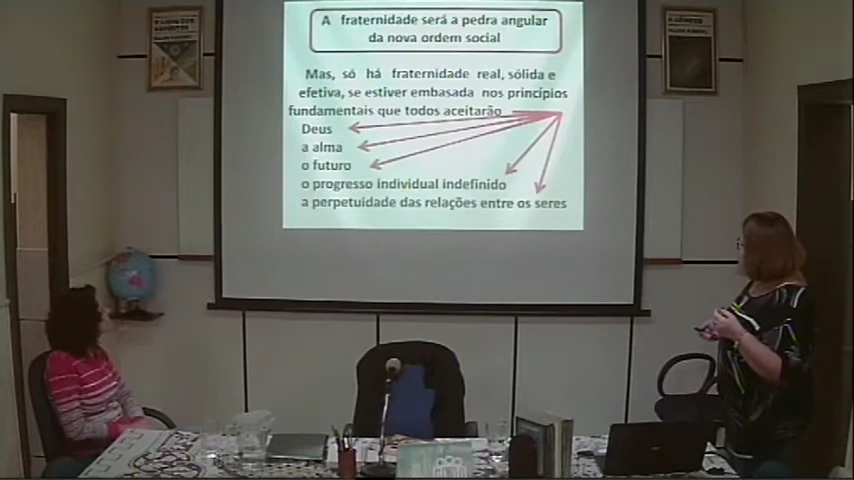 A fraternidade será a pedra angular
da nova ordem social
Mas, só há fraternidade real, sólida e
efetiva, se estiver embasada nos princípios
fundamentais que todos aceitarão
Deus
a alma
o futuro
o progresso individual indefinido
a perpetuidade das relações entre os seres